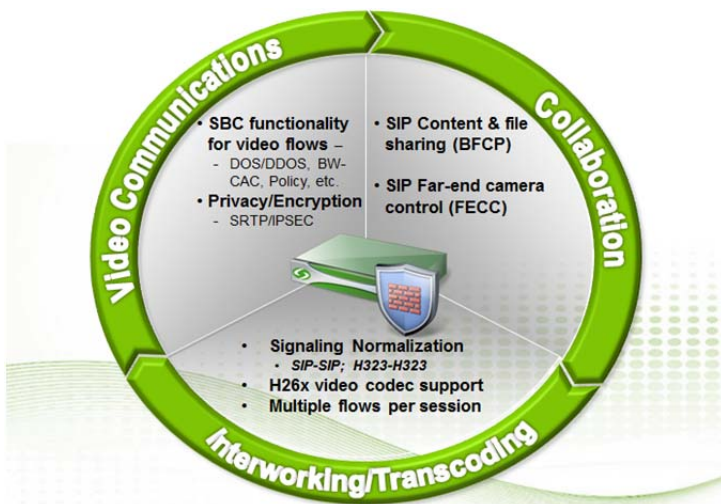 Video Communications
• SBC functionality
for video flows –
- DOS/DDOS, BW-
CAC, Policy, etc.
• Privacy/Encryption
- SRTP/IPSEC
Collaboration
• SIP Content & file
sharing (BFCP)
• SIP Far-end camera
control (FECC)
• Signaling Normalization
• SIP-SIP; H323-H323
• H26x video codec support
• Multiple flows per session
Interworking/Transcoding